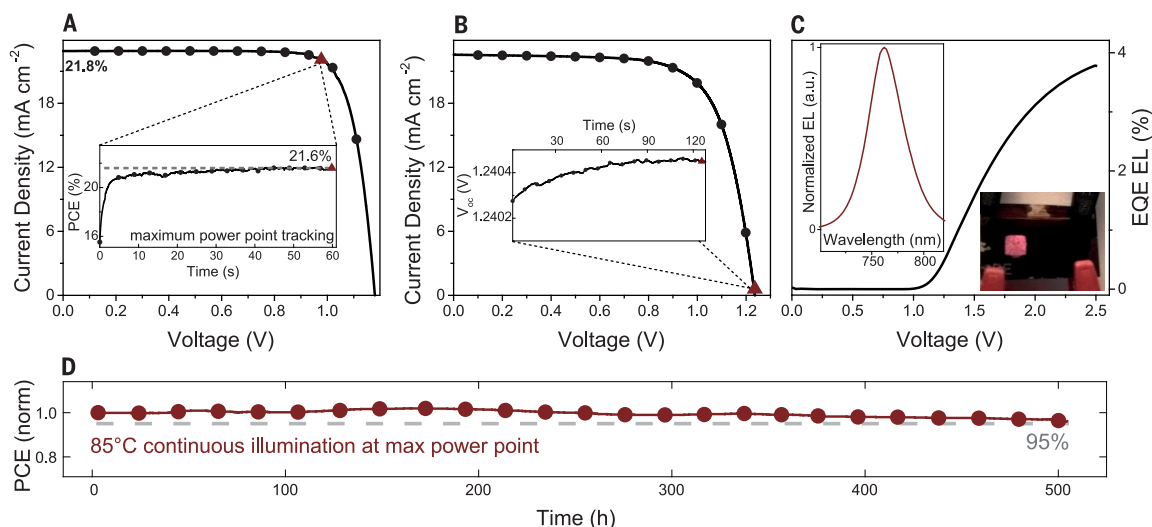 A
Current Density (mA cm⁻²)
22
12
6
0
0.0 0.2 0.4 0.6 0.8 1.0
Voltage (V)
21.8%
PCE (%)
20
16
21.6%
maximum power point tracking
0 10 20 30 40 50 60
Time (s)
B
Current Density (mA cm⁻²)
22
12
6
0
0.0 0.2 0.4 0.6 0.8 1.0 1.2
Voltage (V)
Time (s)
30 60 90 120
Voc (V)
1.2404
1.2402
C
Normalized EL (a.u.)
1
0
750 800
Wavelength (nm)
EQE EL (%)
4
2
0
0.0 0.5 1.0 1.5 2.0 2.5
Voltage (V)
D
PCE (norm)
1.0
0.8
85°C continuous illumination at max power point
95%
0 100 200 300 400 500
Time (h)